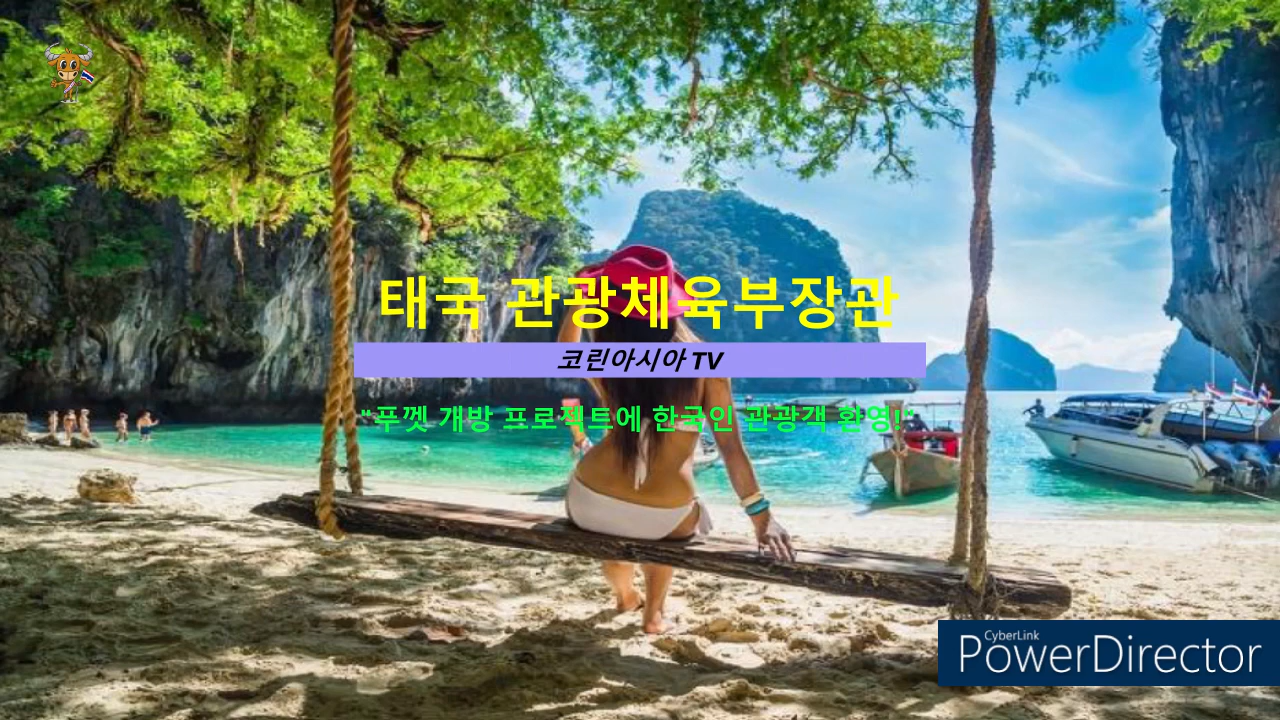 태국 관광체육부장관
코린아시아 TV
"푸껫 개방 프로젝트에 한국인 관광객 환영!"
CyberLink
PowerDirector